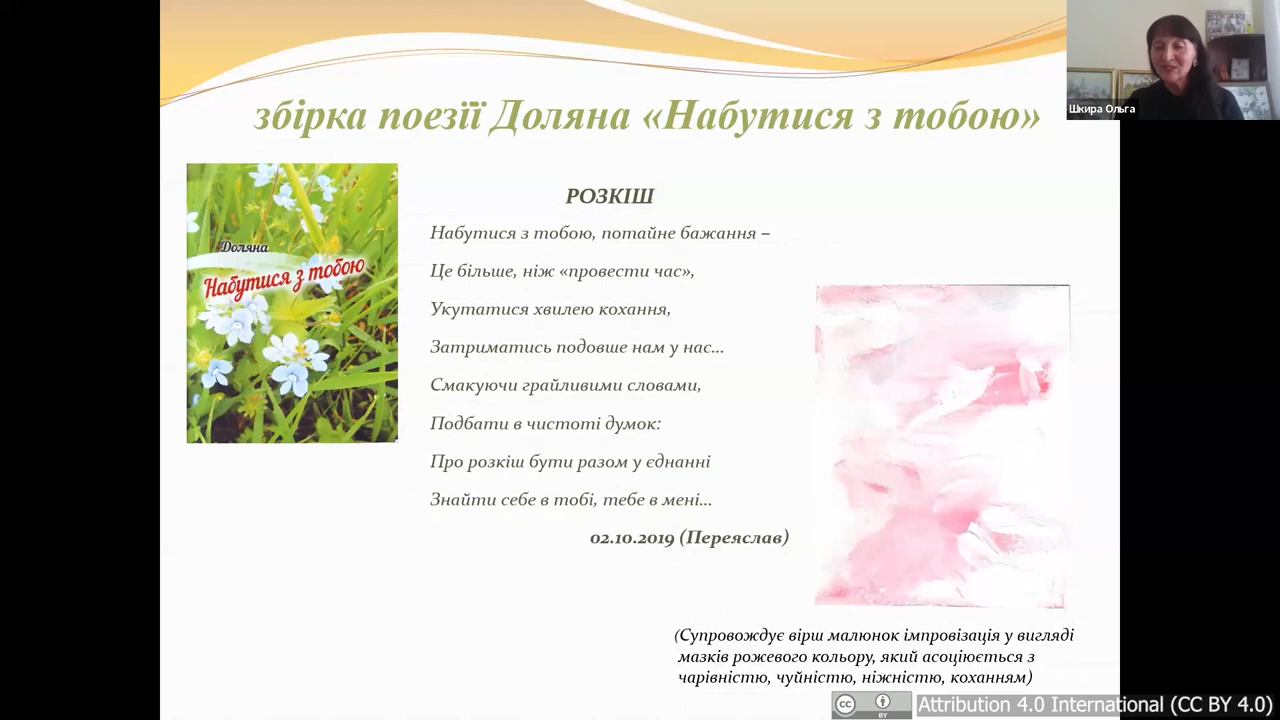 збірка поезії Доляна «Набутися з тобою»
Шкира Ольга
Доляна
Набутися з тобою
РОЗКІШ
Набутися з тобою, потайне бажання –
Це більше, ніж «провести час»,
Укутатися хвилею кохання,
Затриматись подовше нам у нас...
Смакуючи грайливими словами,
Подбати в чистоті думок:
Про розкіш бути разом у єднанні
Знайти себе в тобі, тебе в мені...
02.10.2019 (Переяслав)
(Супровождує вірш малюнок імпровізація у вигляді
мазків рожевого кольору, який асоціюється з
чарівністю, чуйністю, ніжністю, коханням)
cc BY Attribution 4.0 International (CC BY 4.0)